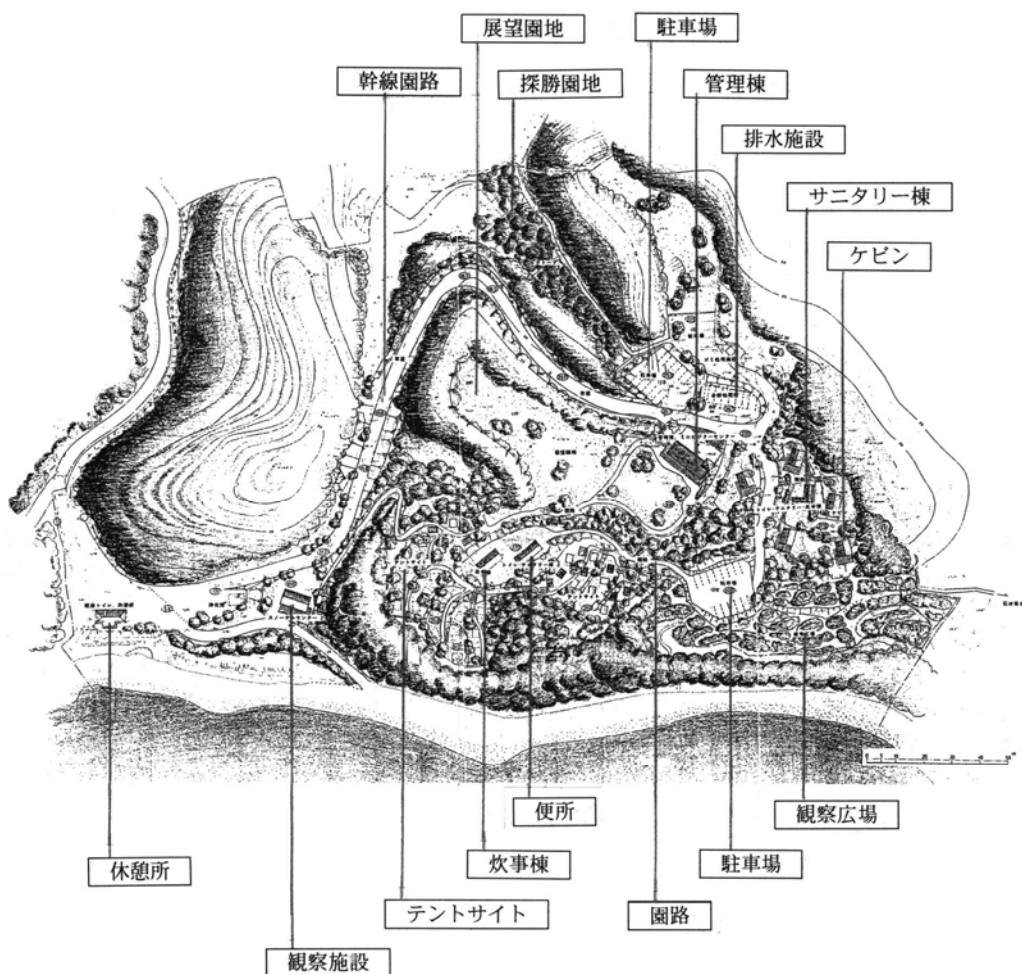 展望園地
駐車場
幹線園路
探勝園地
管理棟
排水施設
サニタリー棟
ケビン
便所
観察広場
休憩所
炊事棟
駐車場
テントサイト
園路
観察施設